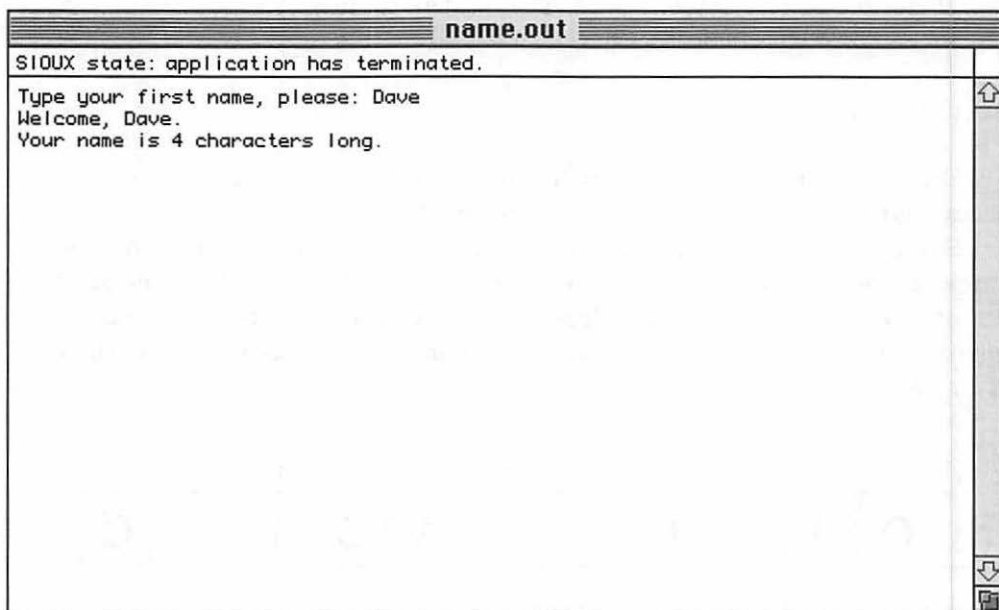 name.out
SIOUX state: application has terminated.
Type your first name, please: Dave
Welcome, Dave.
Your name is 4 characters long.